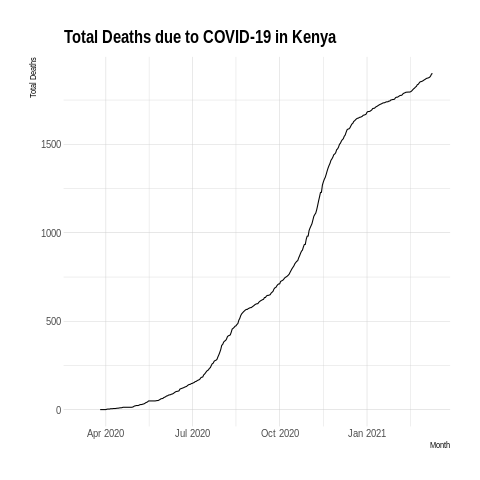 Total Deaths due to COVID-19 in Kenya
Total Deaths
1500
1000
500
0
Apr 2020 Jul 2020 Oct 2020 Jan 2021
Month